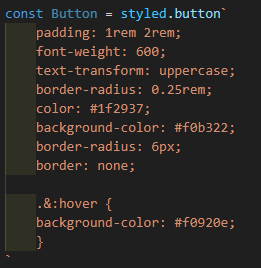 const Button = styled.button`
padding: 1rem 2rem;
font-weight: 600;
text-transform: uppercase;
border-radius: 0.25rem;
color: #1f2937;
background-color: #f0b322;
border-radius: 6px;
border: none;
.&:hover {
background-color: #f0920e;
}
`